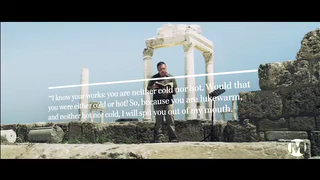 "I know your works: you are neither cold nor hot. Would that
you were either cold or hot! So, because you are lukewarm,
and neither hot nor cold, I will spit you out of my mouth."